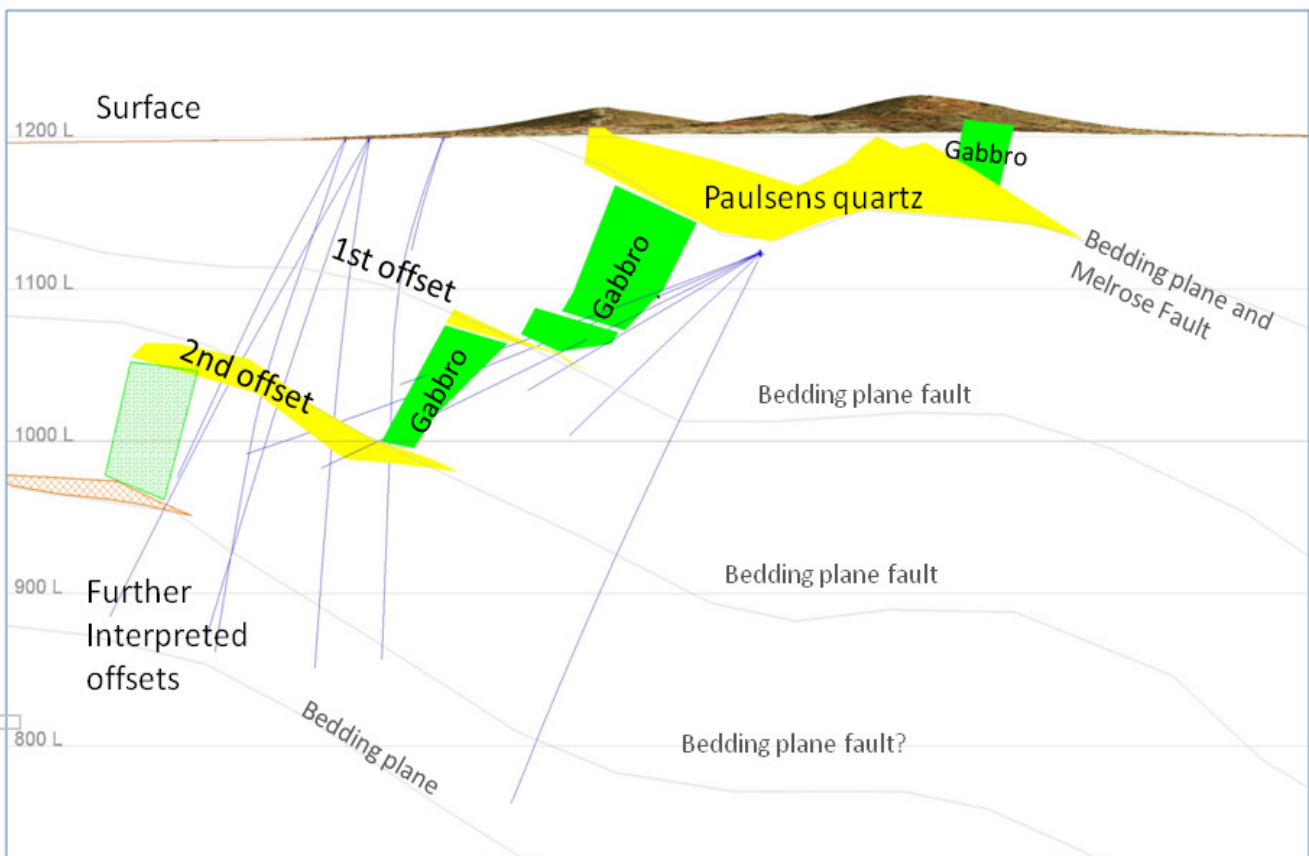 Surface
1200 L
Gabbro
Paulsens quartz
Bedding plane and
Melrose Fault
1st offset
Gabbro
1100 L
2nd offset
Gabbro
Bedding plane fault
1000 L
Bedding plane fault
900 L
Further
Interpreted
offsets
Bedding plane
Bedding plane fault?
800 L